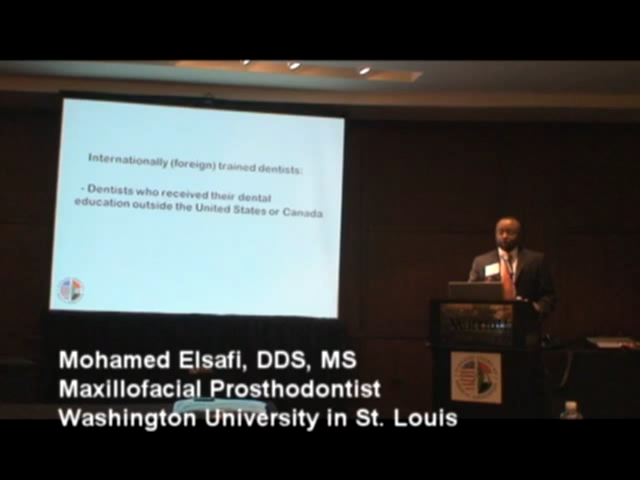 Internationally (foreign) trained dentists:
- Dentists who received their dental
education outside the United States or Canada
Mohamed Elsafi, DDS, MS
Maxillofacial Prosthodontist
Washington University in St. Louis